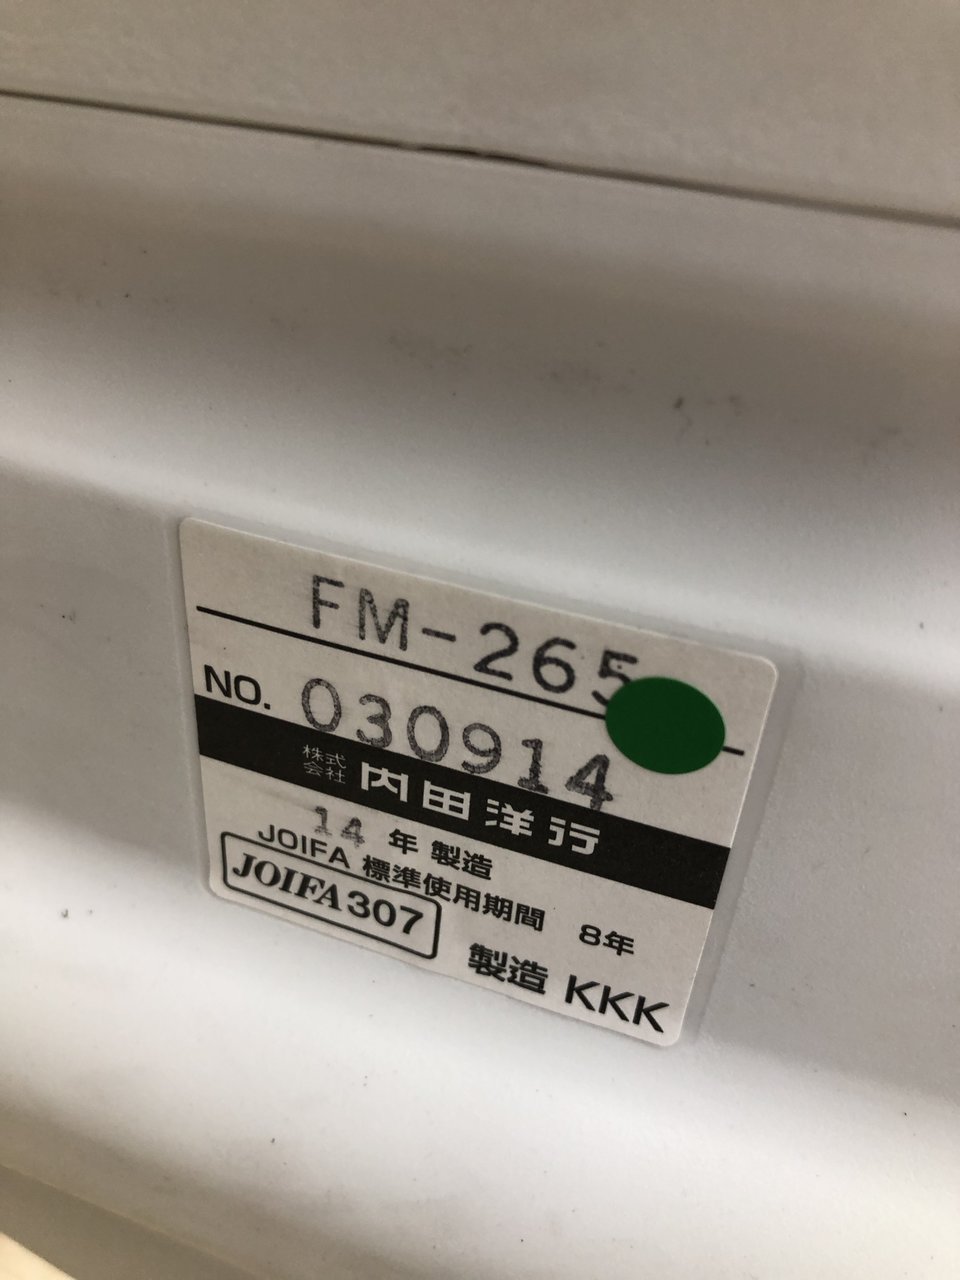 FM-265
NO. 030914
株式会社 内田洋行
14 年 製造
JOIFA 標準使用期間 8年
JOIFA 307
製造 KKK